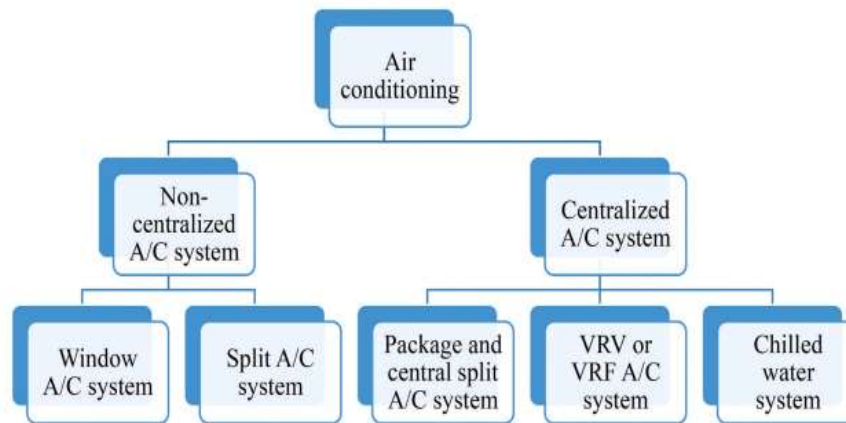 Air
conditioning
Non-
centralized
A/C system
Centralized
A/C system
Window
A/C system
Split A/C
system
Package and
central split
A/C system
VRV or
VRF A/C
system
Chilled
water
system